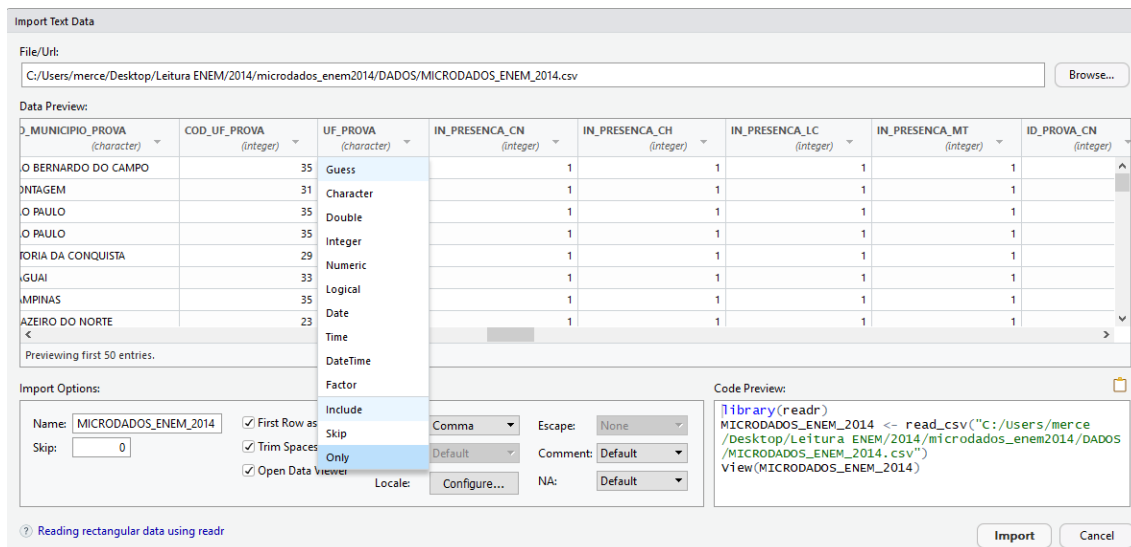 Import Text Data
File/Url:
C:/Users/merce/Desktop/Leitura ENEM/2014/microdados_enem2014/DADOS/MICRODADOS_ENEM_2014.csv Browse...
Data Preview:
O_MUNICIPIO_PROVA COD_UF_PROVA UF_PROVA IN_PRESENCA_CN IN_PRESENCA_CH IN_PRESENCA_LC IN_PRESENCA_MT ID_PROVA_CN
(character) (integer) (character) (integer) (integer) (integer) (integer) (integer)
O BERNARDO DO CAMPO 35 1 1 1 1
ONTAGEM 31 1 1 1 1
O PAULO 35 1 1 1 1
O PAULO 35 1 1 1 1
TORIA DA CONQUISTA 29 1 1 1 1
AGUAI 33 1 1 1 1
AMPINAS 35 1 1 1 1
AZEIRO DO NORTE 23 1 1 1 1
Previewing first 50 entries.
Guess
Character
Double
Integer
Numeric
Logical
Date
Time
DateTime
Factor
Include
Skip
Only
Import Options:
Name: MICRODADOS_ENEM_2014
Skip: 0
First Row as
Trim Spaces
Open Data Viewer
Comma
Default
Locale: Configure...
Escape: None
Comment: Default
NA: Default
Code Preview:
library(readr)
MICRODADOS_ENEM_2014 <- read_csv("C:/Users/merce
/Desktop/Leitura ENEM/2014/microdados_enem2014/DADOS
/MICRODADOS_ENEM_2014.csv")
View(MICRODADOS_ENEM_2014)
? Reading rectangular data using readr
Import Cancel